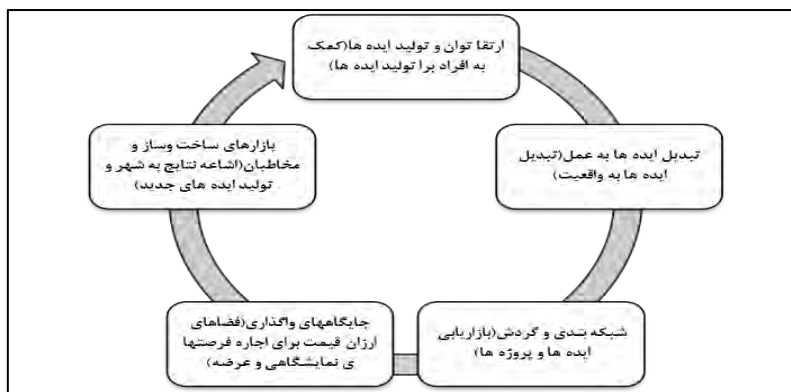 ارتقا توان و تولید ایده ها(کمک
به افراد برا تولید ایده ها)
تبدیل ایده ها به عمل(تبدیل
ایده ها به واقعیت)
شبکه بندی و گردش(بازاریابی
ایده ها و پروژه ها)
جایگاههای واگذاری(فضاهای
ارزان قیمت برای اجاره فرصتها
ی نمایشگاهی و عرضه)
بازارهای ساخت وساز و
مخاطبان(اشاعه نتایج به شهر و
تولید ایده های جدید)